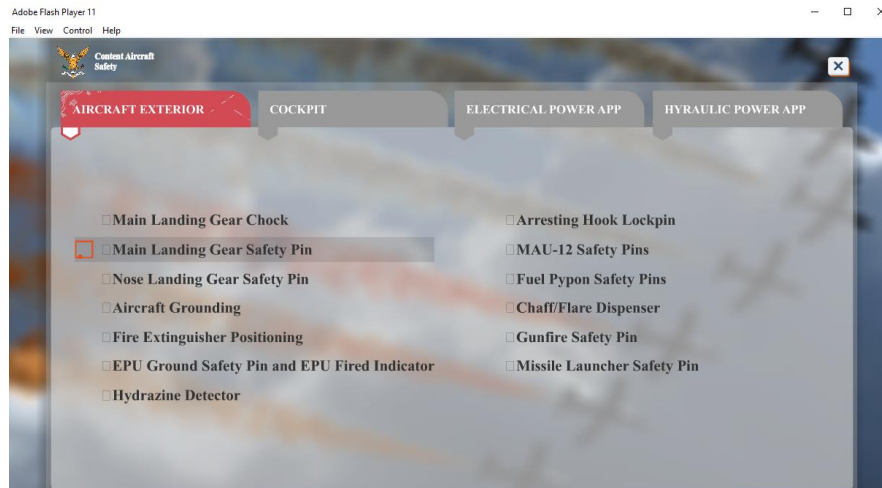 Adobe Flash Player 11
File View Control Help
Content Aircraft
Safety
AIRCRAFT EXTERIOR
COCKPIT
ELECTRICAL POWER APP
HYRAULIC POWER APP
Main Landing Gear Chock
Main Landing Gear Safety Pin
Nose Landing Gear Safety Pin
Aircraft Grounding
Fire Extinguisher Positioning
EPU Ground Safety Pin and EPU Fired Indicator
Hydrazine Detector
Arresting Hook Lockpin
MAU-12 Safety Pins
Fuel Pypon Safety Pins
Chaff/Flare Dispenser
Gunfire Safety Pin
Missile Launcher Safety Pin